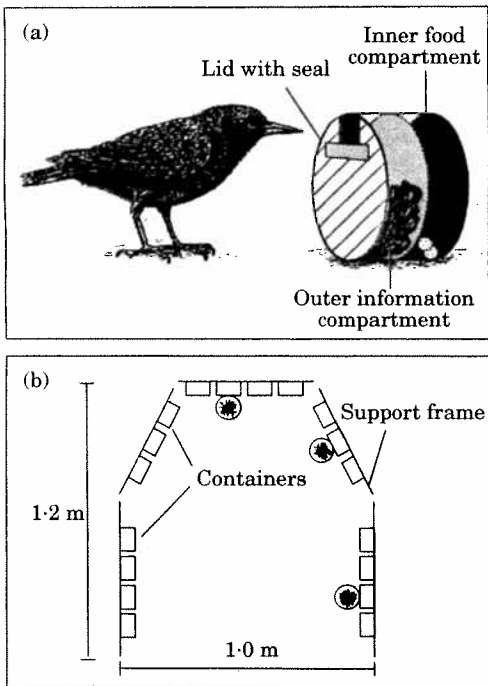 (a)
Inner food
compartment
Lid with seal
Outer information
compartment
(b)
Support frame
Containers
1·2 m
1·0 m